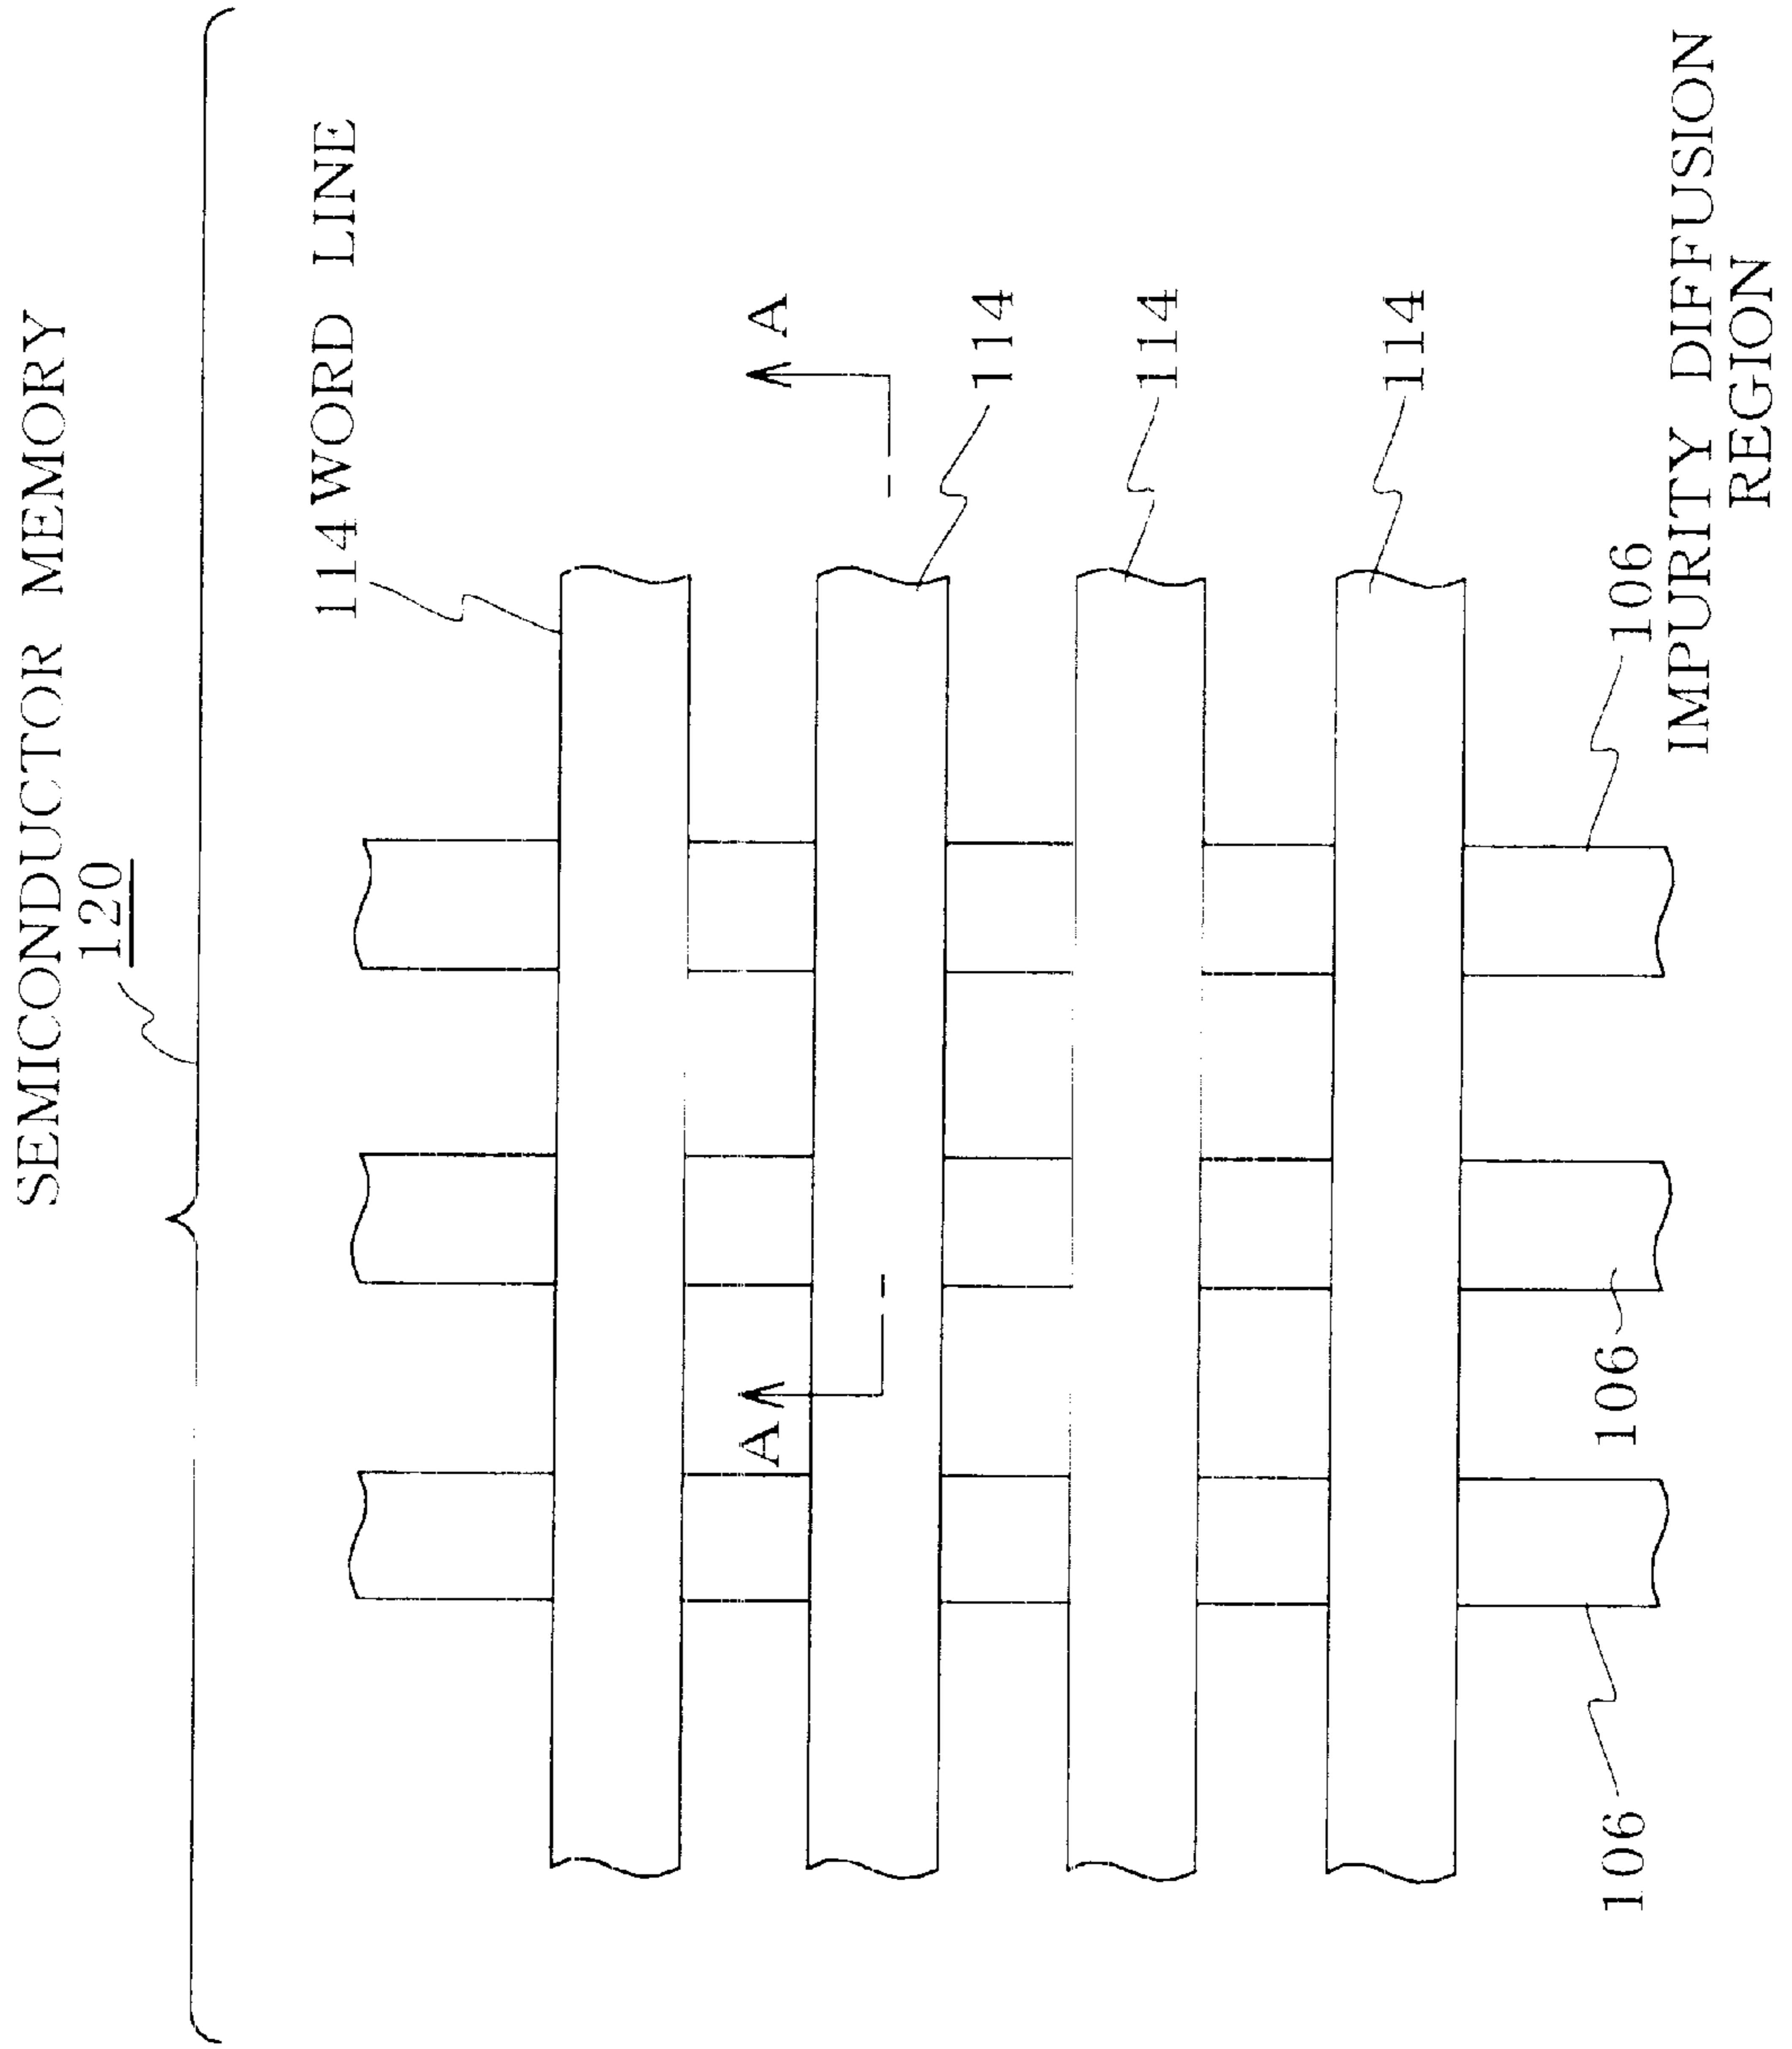 SEMICONDUCTOR MEMORY
120
114 WORD LINE
A
A
114
114
114
106
106
106
IMPURITY DIFFUSION
REGION